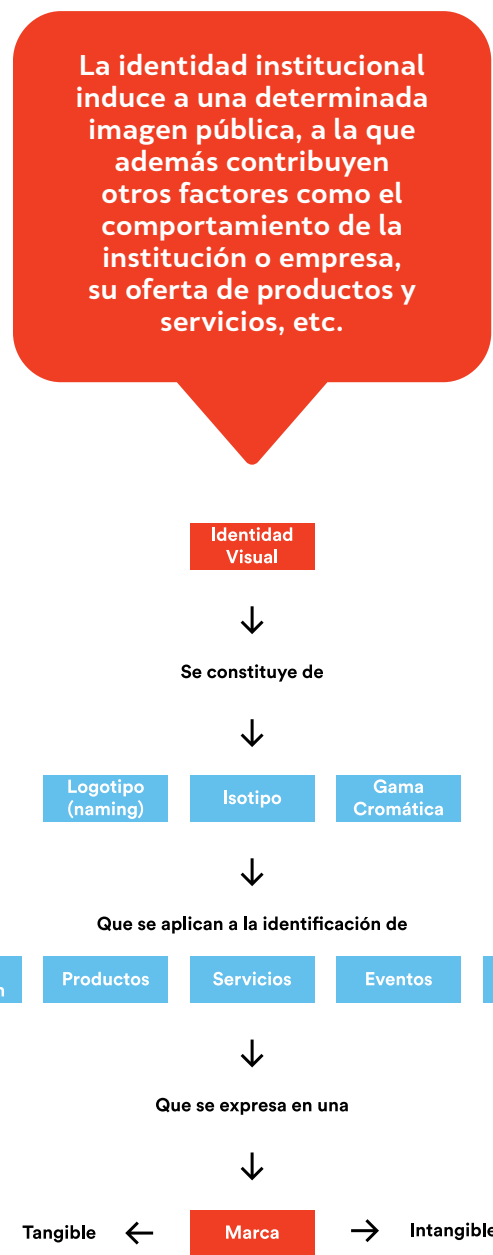 La identidad institucional
induce a una determinada
imagen pública, a la que
además contribuyen
otros factores como el
comportamiento de la
institución o empresa,
su oferta de productos y
servicios, etc.
Identidad
Visual
Se constituye de
Logotipo
(naming)
Isotipo
Gama
Cromática
Que se aplican a la identificación de
Productos
Servicios
Eventos
Que se expresa en una
Tangible
Marca
Intangible